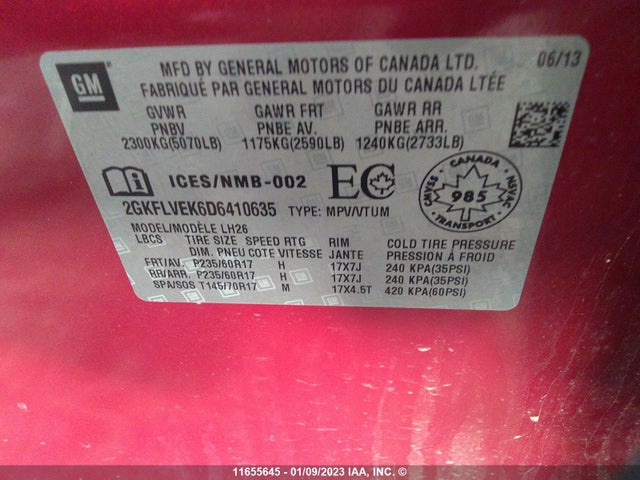 GM
MFD BY GENERAL MOTORS OF CANADA LTD. 06/13
FABRIQUÉ PAR GENERAL MOTORS DU CANADA LTÉE
GVWR GAWR FRT GAWR RR
PNBV PNBE AV. PNBE ARR.
2300KG(5070LB) 1175KG(2590LB) 1240KG(2733LB)
ICES/NMB-002 EC
CANADA
CMVSS 985 NSVAC
TRANSPORT
2GKFLVEK6D6410635 TYPE: MPV/VTUM
MODEL/MODÈLE LH26
LBCS TIRE SIZE SPEED RTG RIM COLD TIRE PRESSURE
DIM. PNEU COTE VITESSE JANTE PRESSION À FROID
FRT/AV. P235/60R17 H 17X7J 240 KPA(35PSI)
RR/ARR. P235/60R17 H 17X7J 240 KPA(35PSI)
SPA/SOS T145/70R17 M 17X4.5T 420 KPA(60PSI)
11655645 - 01/09/2023 IAA, INC. ©